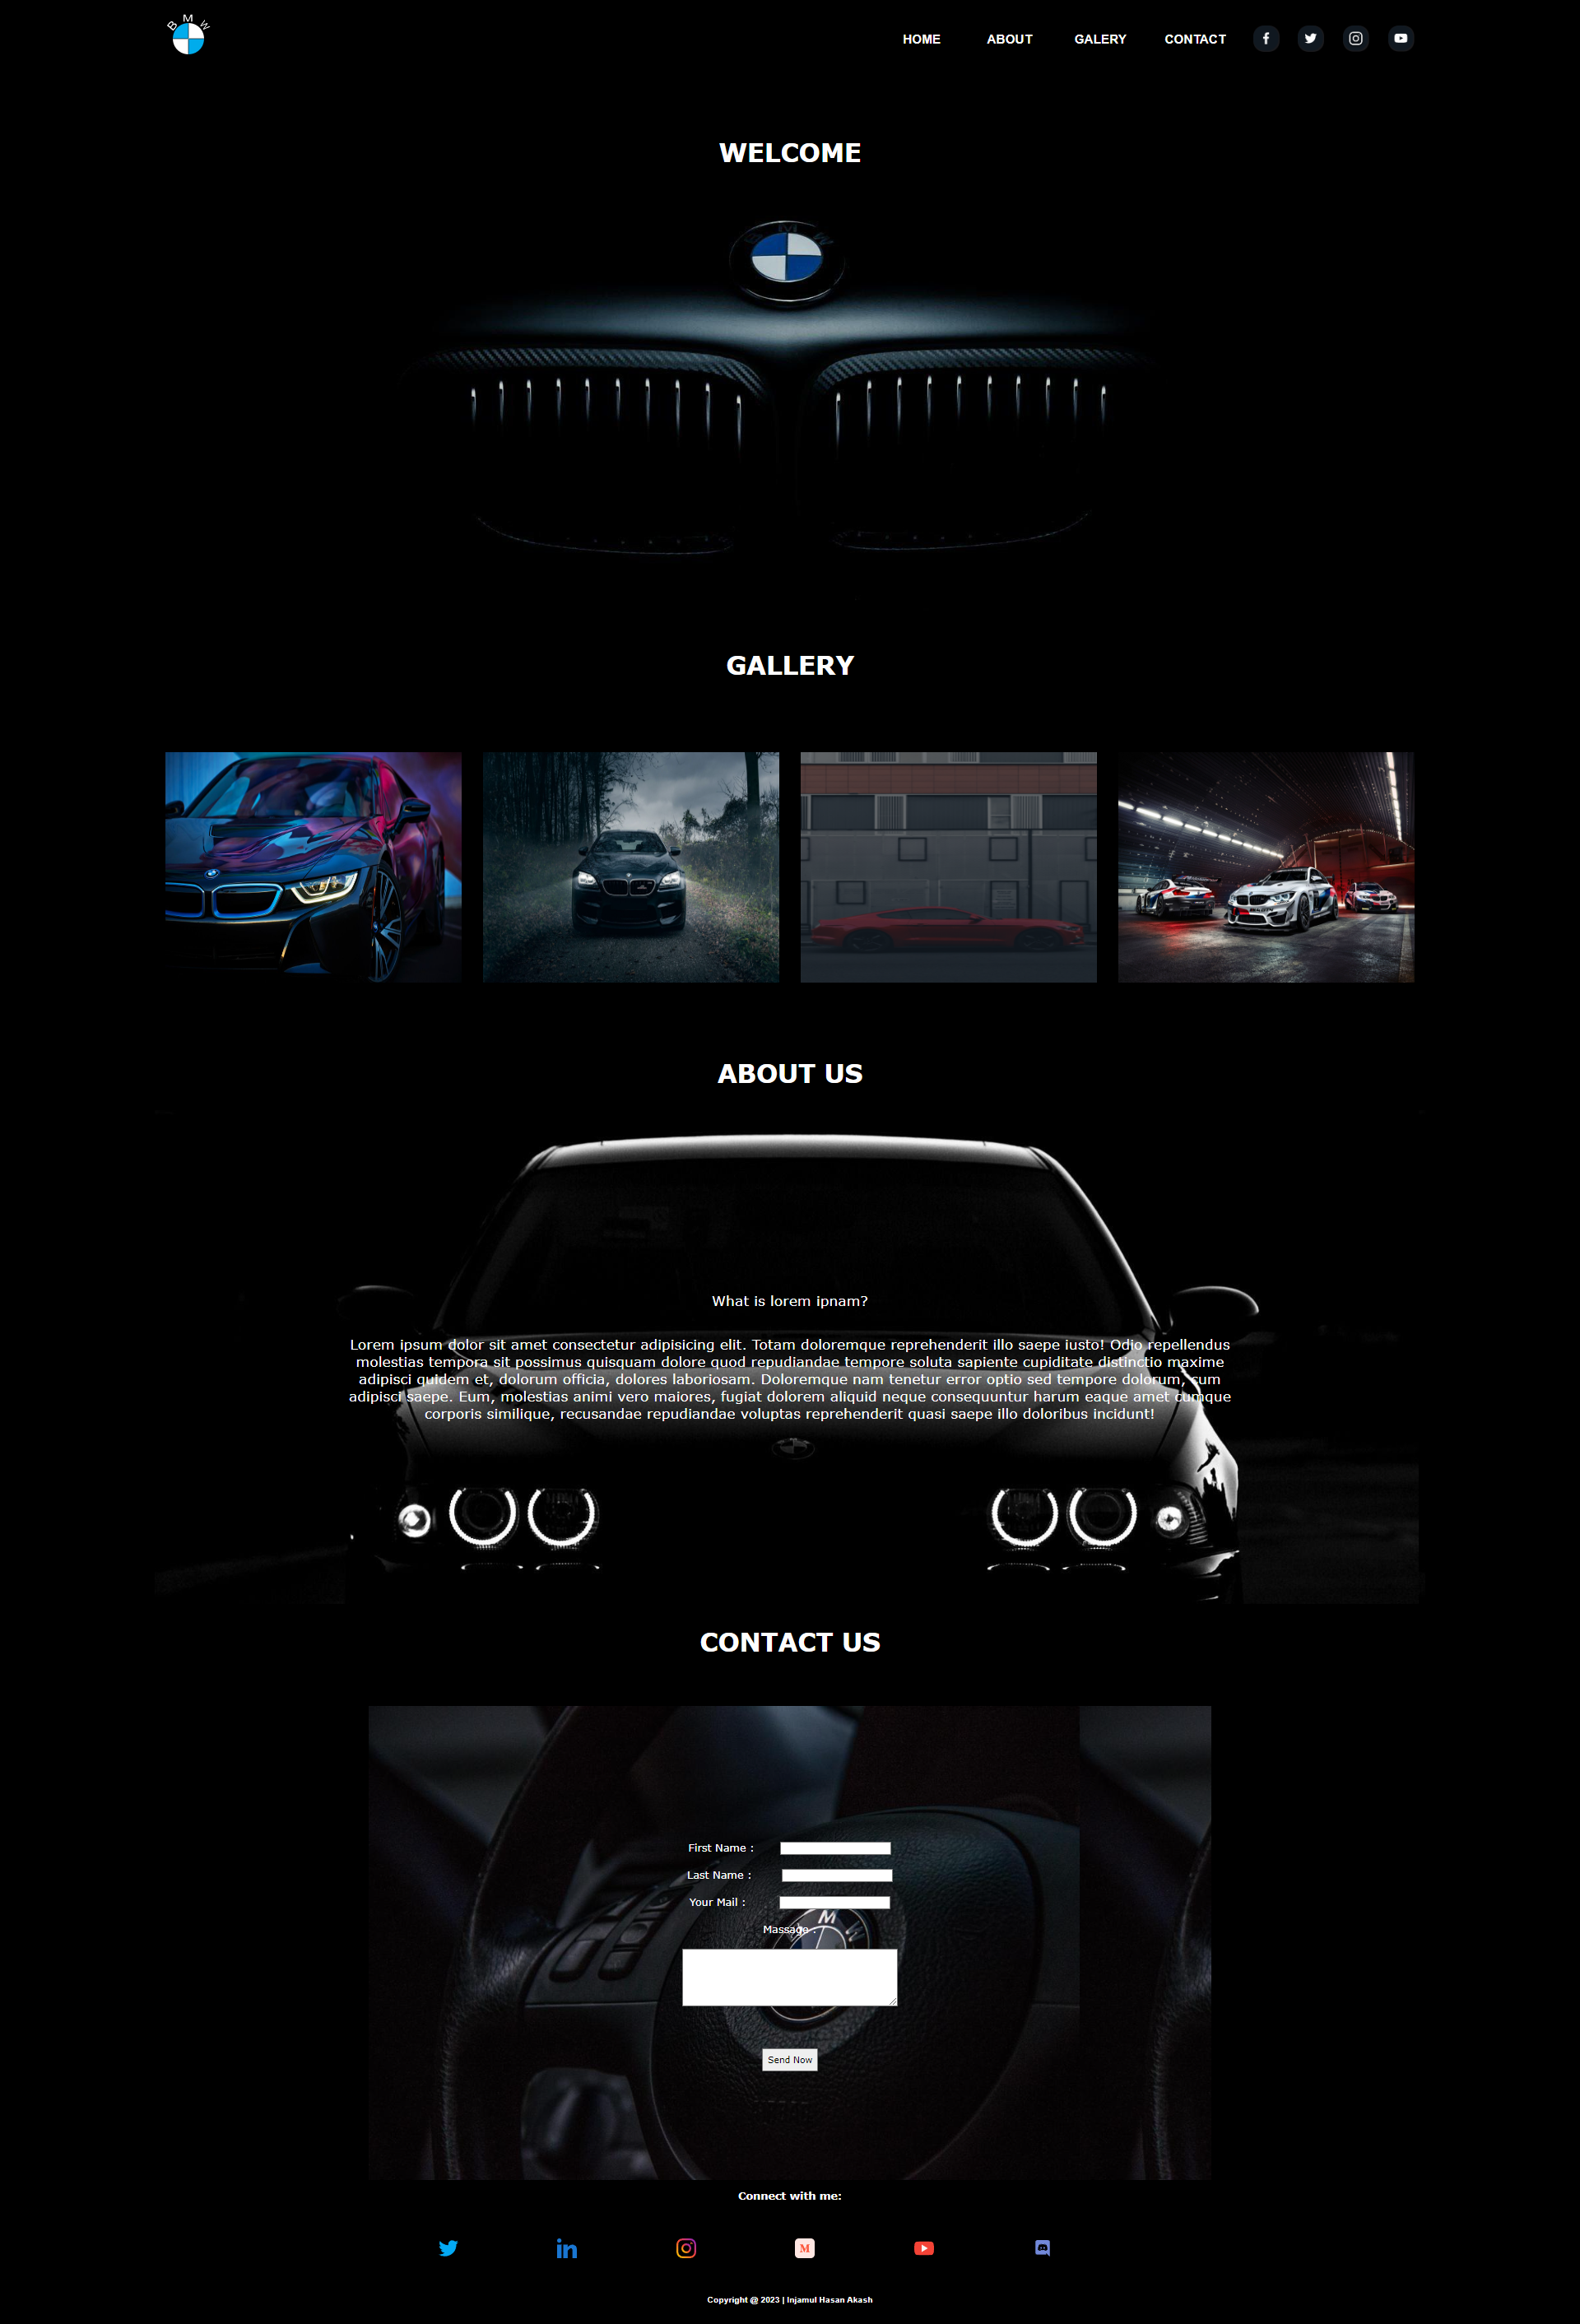 BMW
HOME ABOUT GALERY CONTACT
WELCOME
BMW
GALLERY
ABOUT US
What is lorem ipnam?
Lorem ipsum dolor sit amet consectetur adipisicing elit. Totam doloremque reprehenderit illo saepe iusto! Odio repellendus
molestias tempora sit possimus quisquam dolore quod repudiandae tempore soluta sapiente cupiditate distinctio maxime
adipisci quidem et, dolorum officia, dolores laboriosam. Doloremque nam tenetur error optio sed tempore dolorum, cum
adipisci saepe. Eum, molestias animi vero maiores, fugiat dolorem aliquid neque consequuntur harum eaque amet cumque
corporis similique, recusandae repudiandae voluptas reprehenderit quasi saepe illo doloribus incidunt!
CONTACT US
First Name :
Last Name :
Your Mail :
Massage :
M W
Send Now
Connect with me:
Copyright @ 2023 | Injamul Hasan Akash